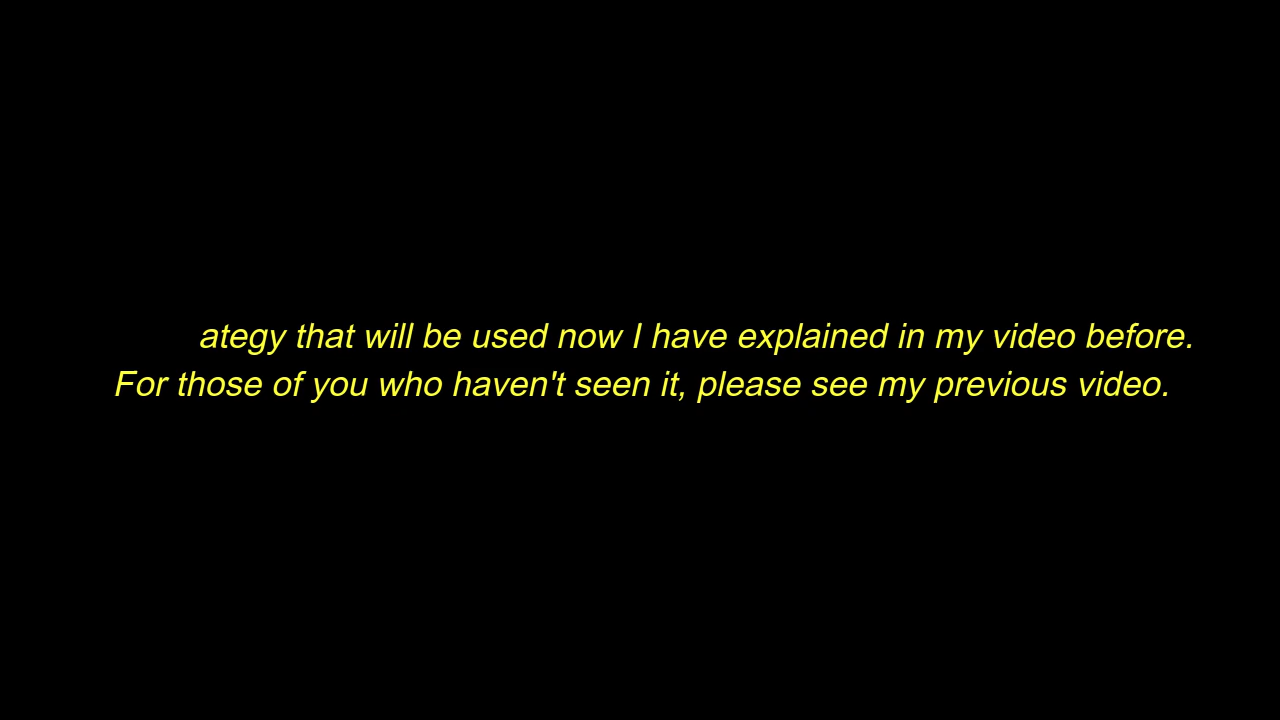 ategy that will be used now I have explained in my video before.
For those of you who haven't seen it, please see my previous video.